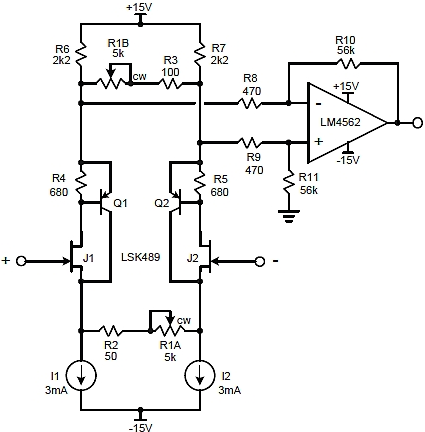 +15V
R6
2k2
R1B
5k
R3
100
R7
2k2
cw
R10
56k
R8
470
+15V
-
LM4562
+
-15V
R9
470
R11
56k
R4
680
Q1
Q2
R5
680
+
J1
LSK489
J2
-
cw
R2
50
R1A
5k
I1
3mA
I2
3mA
-15V